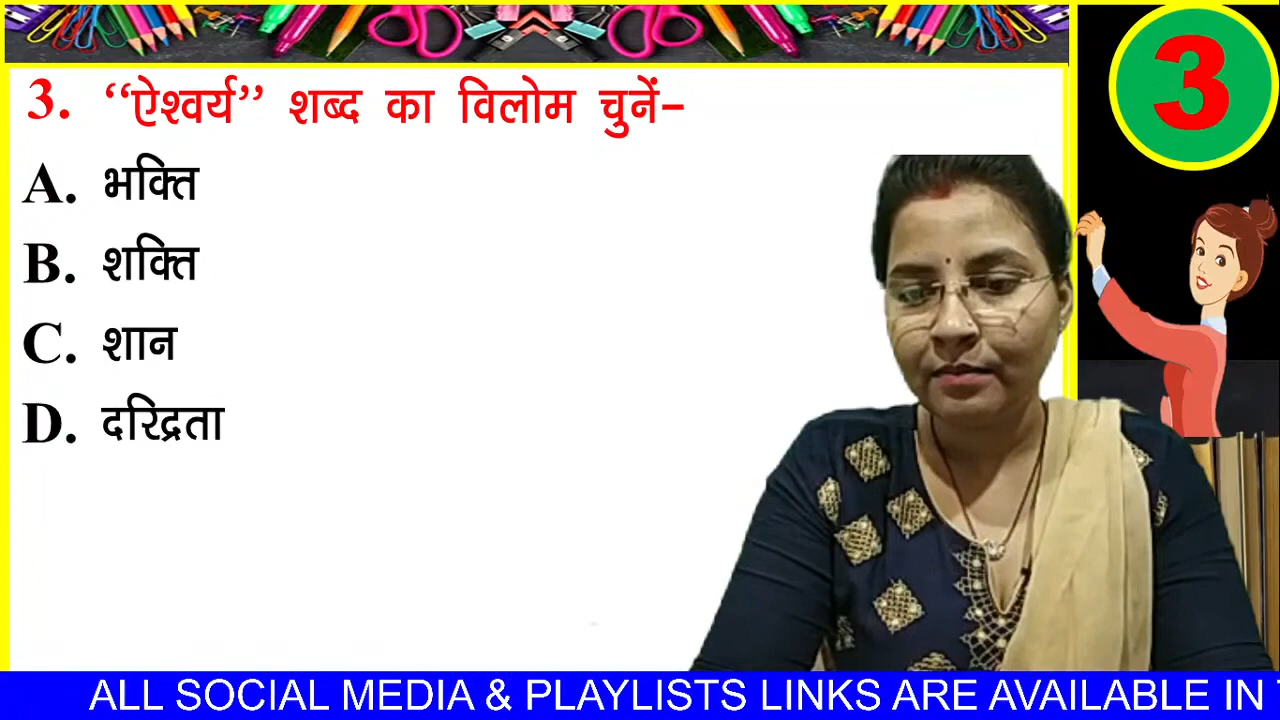 3. “ऐश्वर्य” शब्द का विलोम चुनें–
A. भक्ति
B. शक्ति
C. शान
D. दरिद्रता
3
ALL SOCIAL MEDIA & PLAYLISTS LINKS ARE AVAILABLE IN